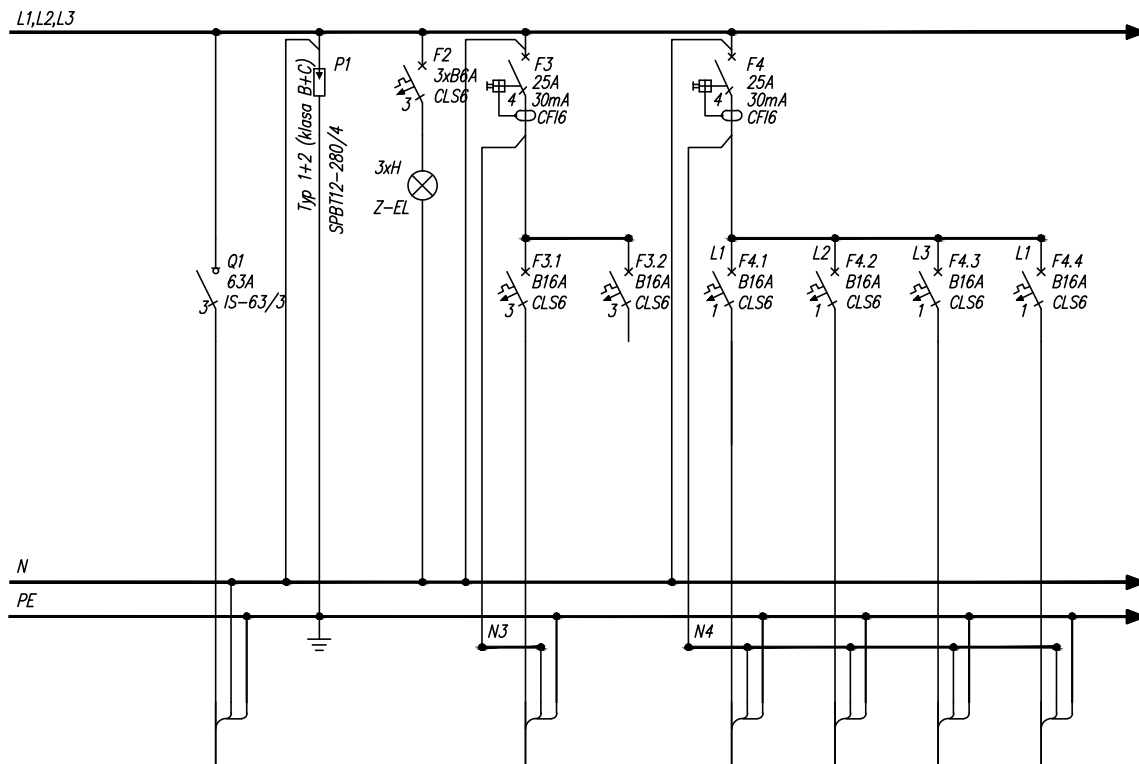 L1,L2,L3
P1
Typ 1+2 (klasa B+C)
SPBT12-280/4
F2
3xB6A
CLS6
3
3xH
Z-EL
F3
25A
30mA
CFI6
4
F4
25A
30mA
CFI6
4
Q1
63A
IS-63/3
3
F3.1
B16A
CLS6
3
F3.2
B16A
CLS6
3
L1
F4.1
B16A
CLS6
1
L2
F4.2
B16A
CLS6
1
L3
F4.3
B16A
CLS6
1
L1
F4.4
B16A
CLS6
1
N
PE
N3
N4